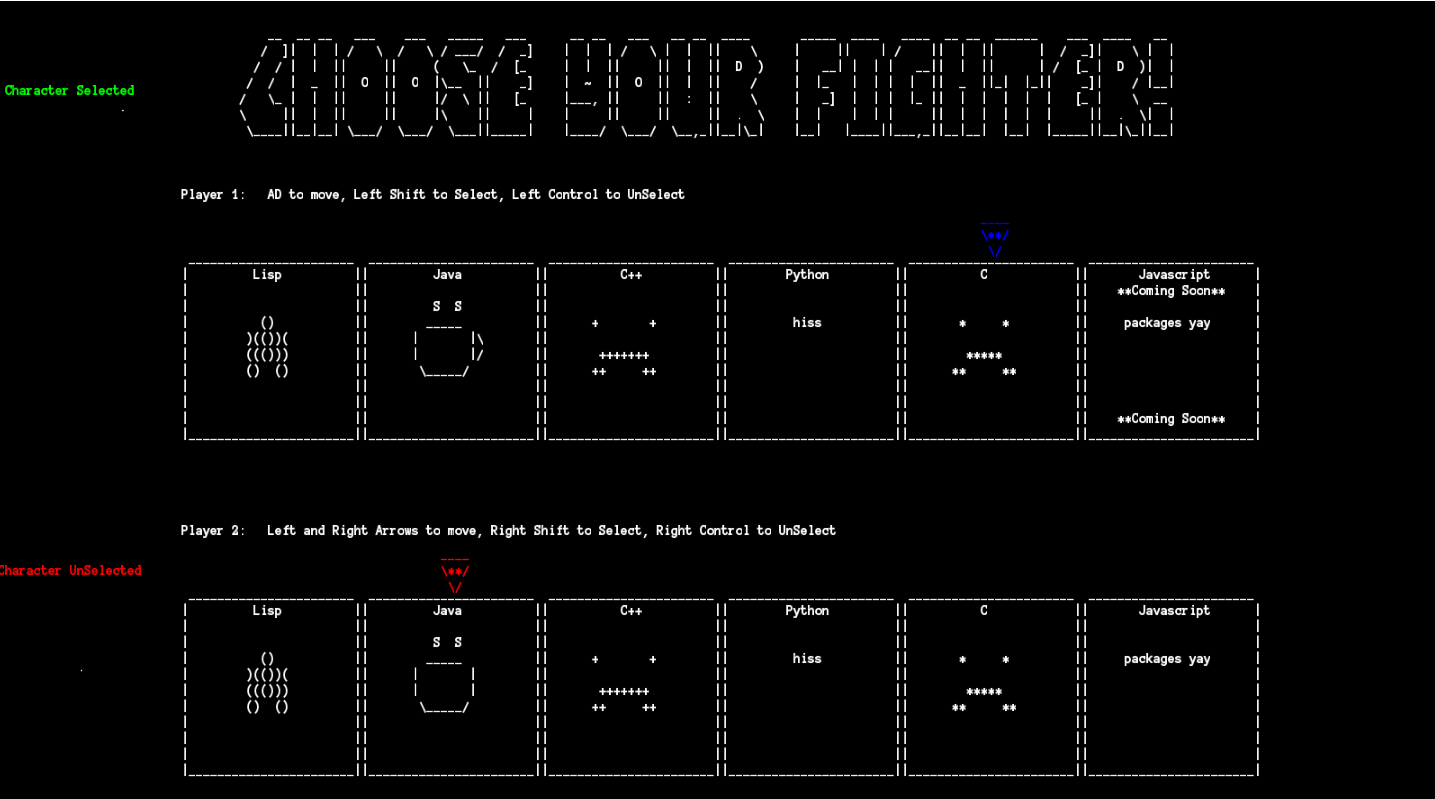 CHOOSE YOUR FIGHTER!
Character Selected
Player 1: AD to move, Left Shift to Select, Left Control to UnSelect
Lisp Java C++ Python C Javascript
**Coming Soon**
S S
hiss packages yay
**Coming Soon**
Player 2: Left and Right Arrows to move, Right Shift to Select, Right Control to UnSelect
Character UnSelected
Lisp Java C++ Python C Javascript
S S
hiss packages yay